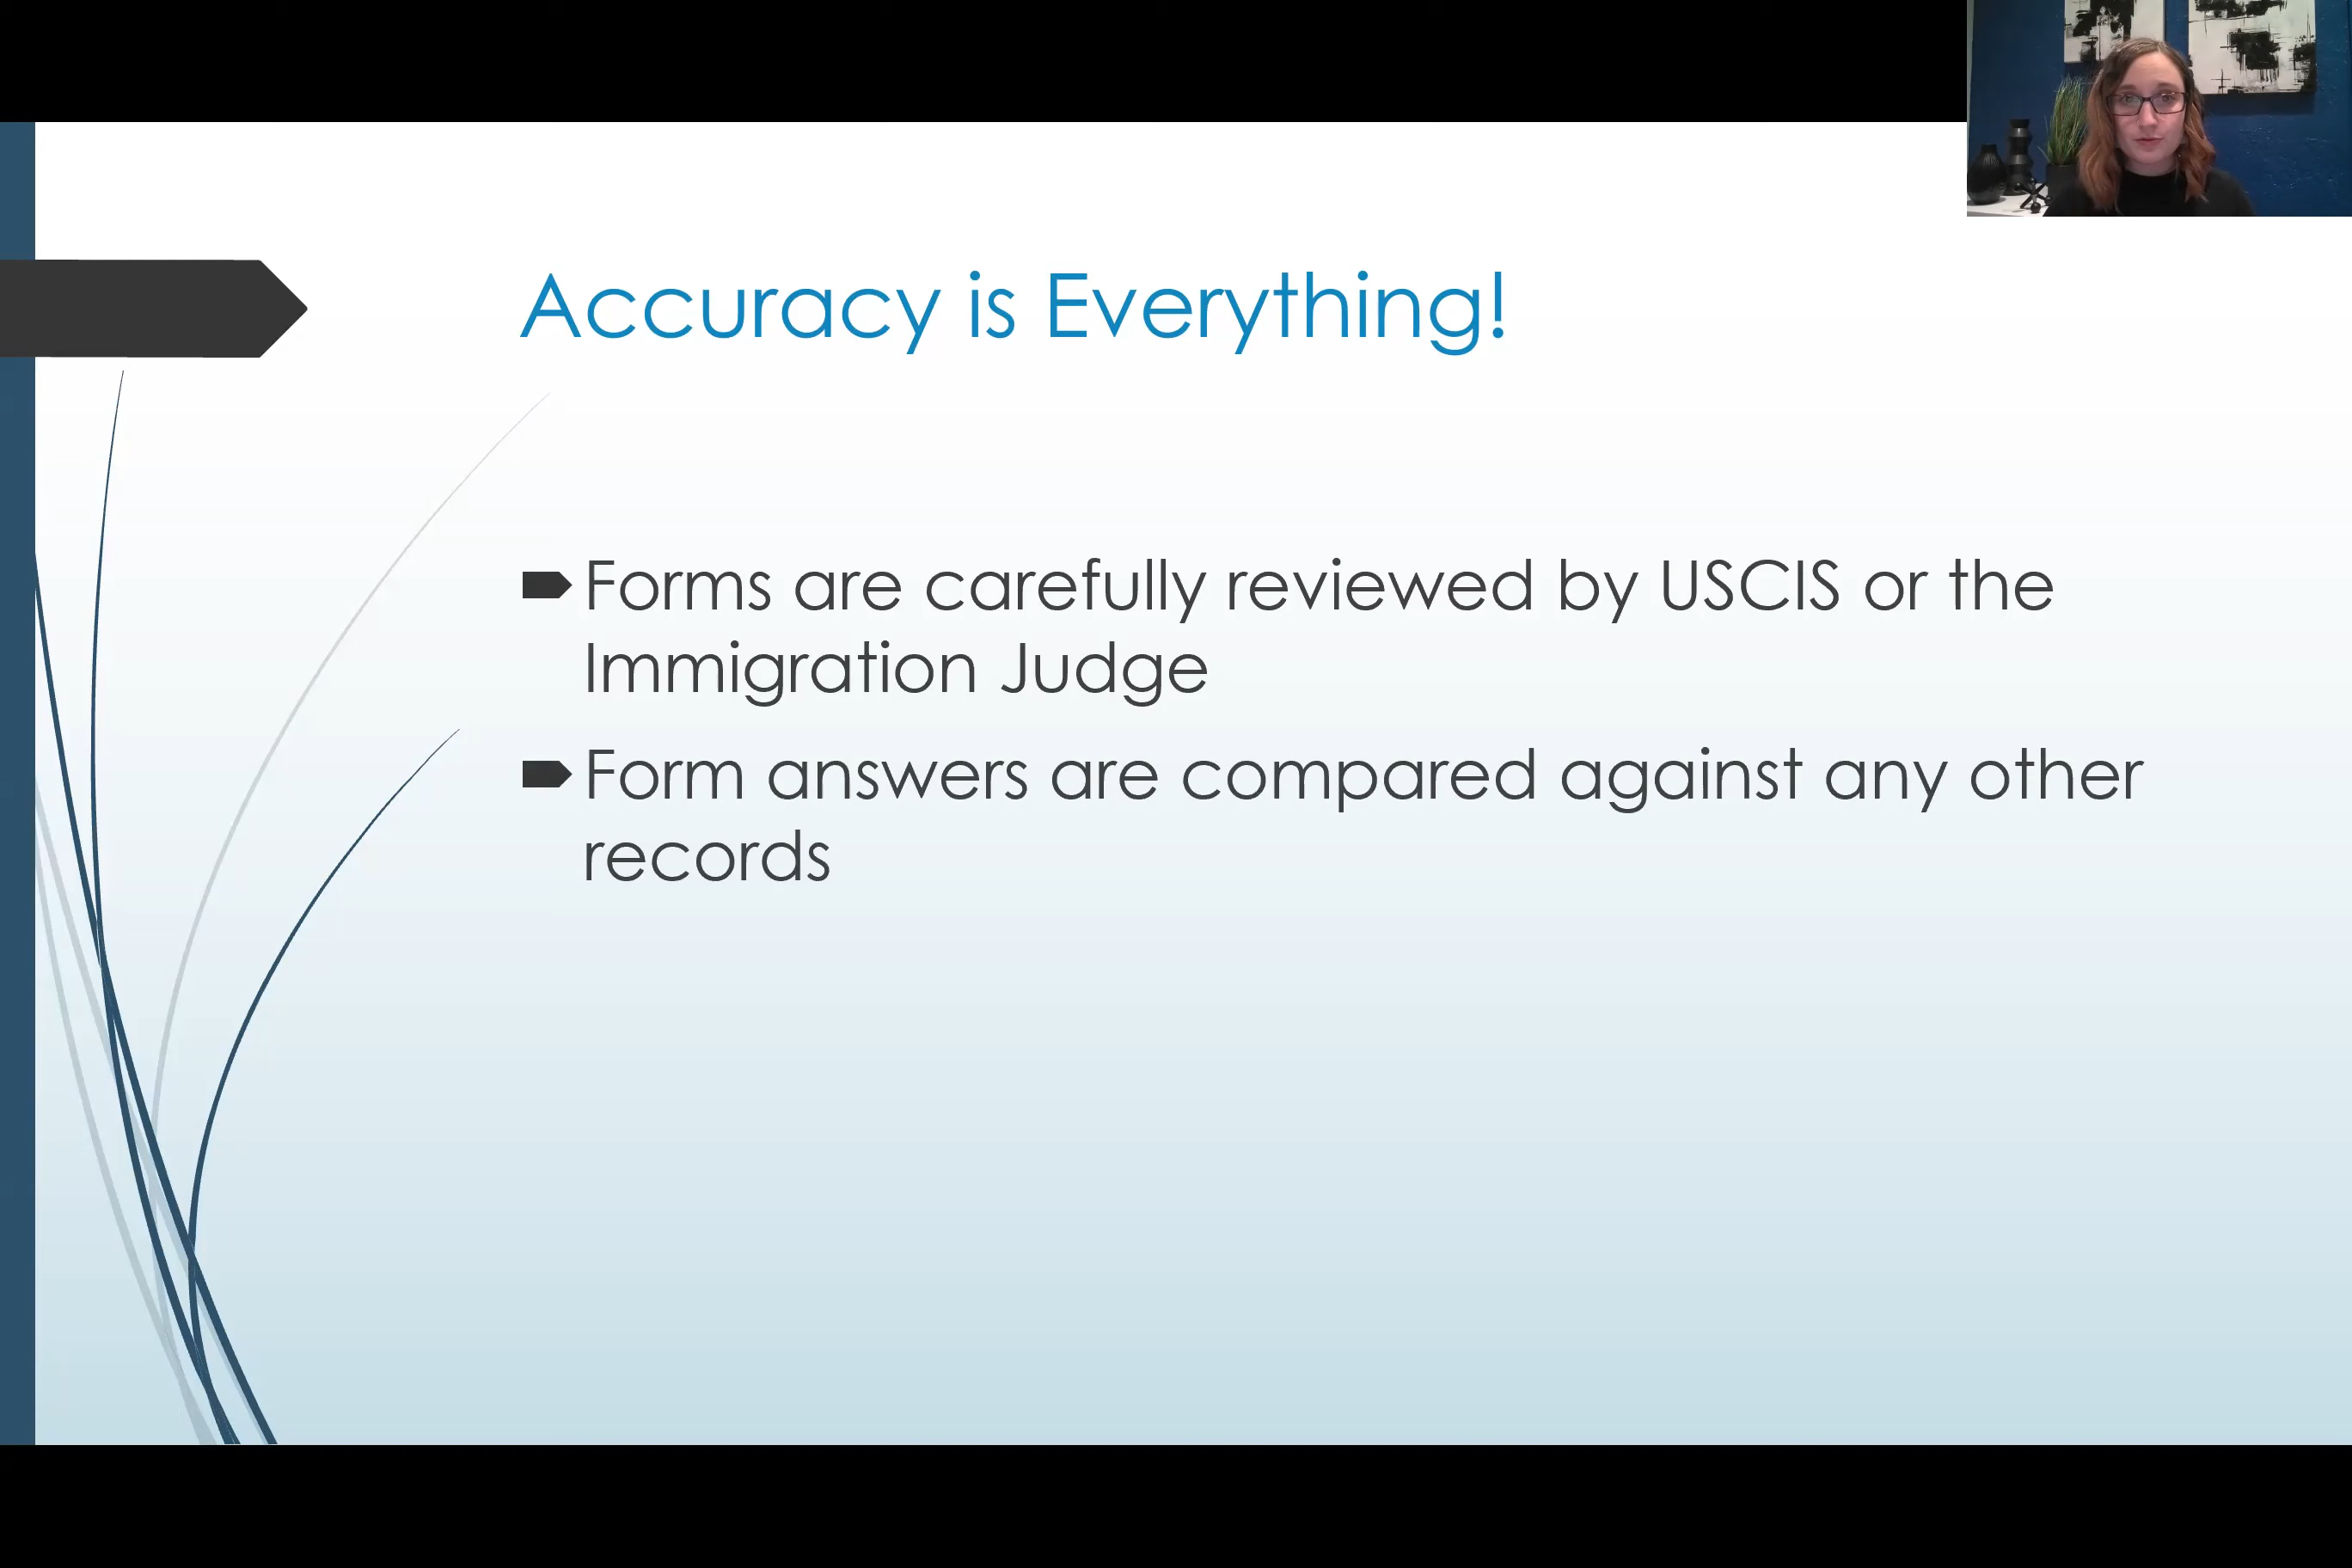 Accuracy is Everything!
Forms are carefully reviewed by USCIS or the
Immigration Judge
Form answers are compared against any other
records